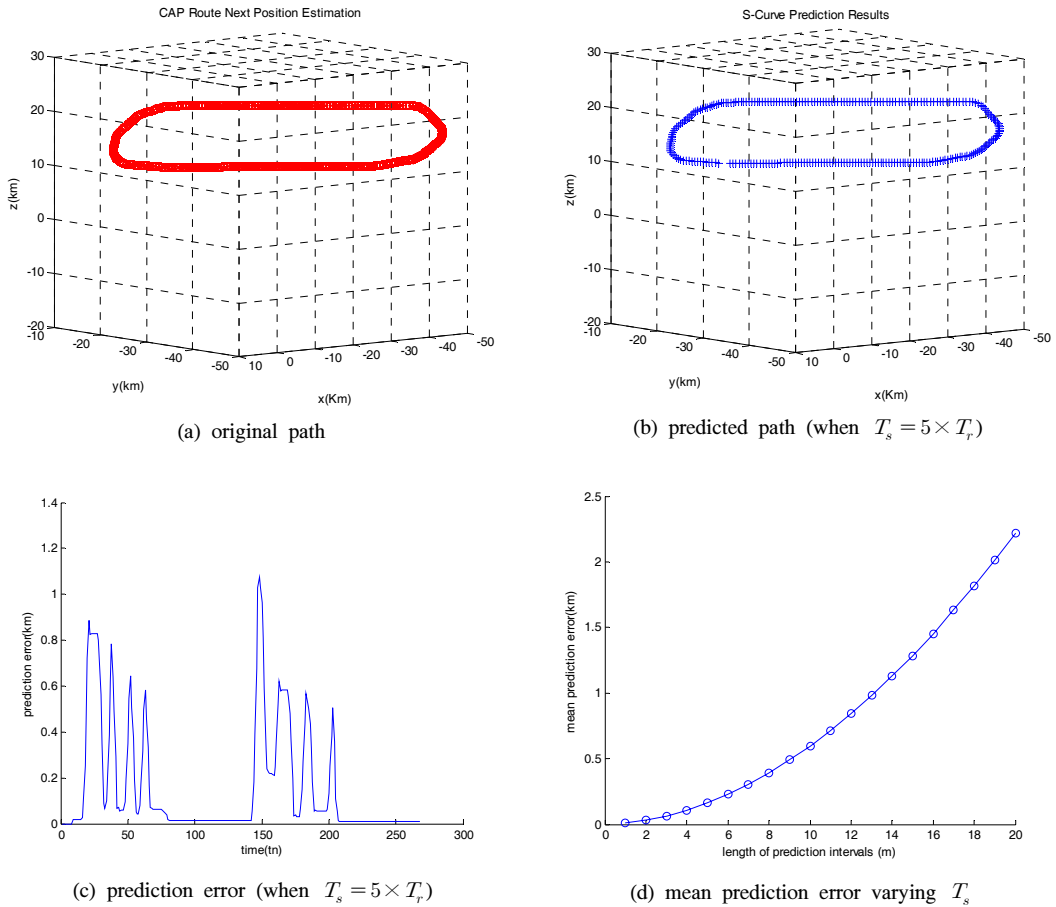 CAP Route Next Position Estimation
30
20
10
0
-10
-20
z(km)
-10
-20
-30
-40
-50
y(km)
10
0
-10
-20
-30
-40
-50
x(Km)
(a) original path
S-Curve Prediction Results
30
20
10
0
-10
-20
z(km)
-10
-20
-30
-40
-50
y(km)
10
0
-10
-20
-30
-40
-50
x(Km)
(b) predicted path (when T_s = 5 × T_r)
1.4
1.2
1
0.8
0.6
0.4
0.2
0
prediction error(km)
0 50 100 150 200 250 300
time(tn)
(c) prediction error (when T_s = 5 × T_r)
2.5
2
1.5
1
0.5
0
mean prediction error(km)
0 2 4 6 8 10 12 14 16 18 20
length of prediction intervals (m)
(d) mean prediction error varying T_s